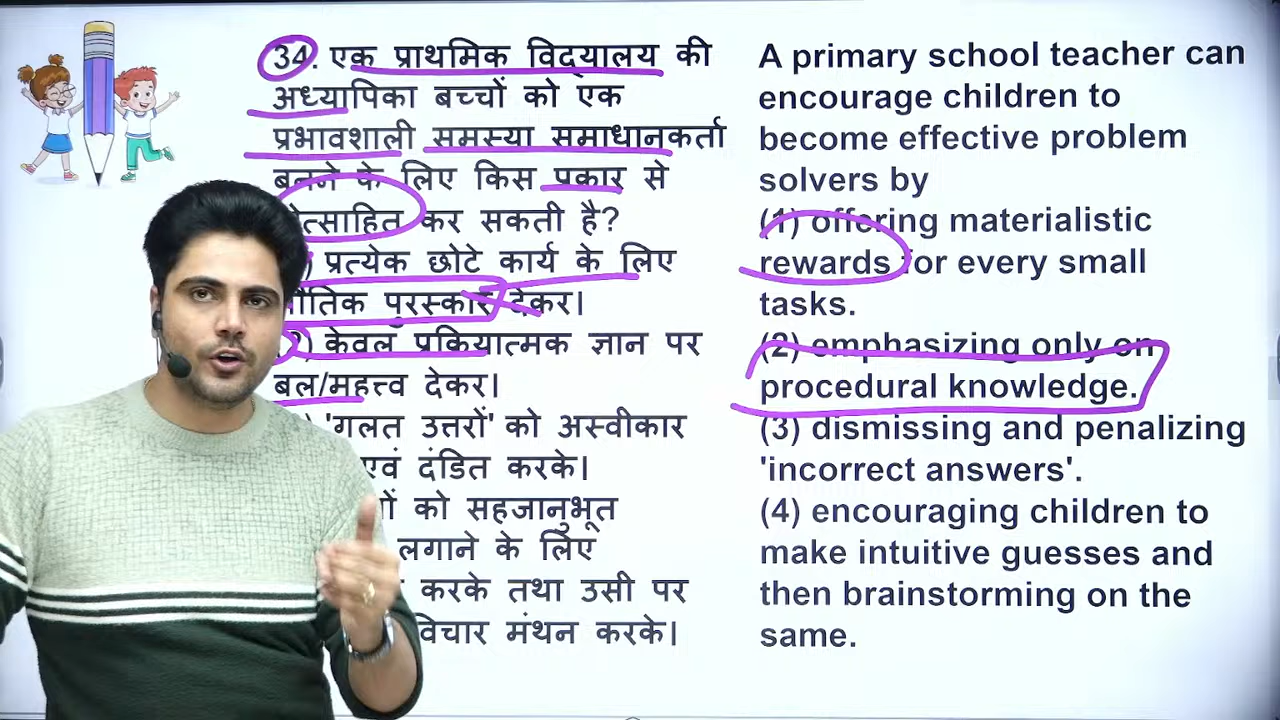 34. एक प्राथमिक विद्यालय की
अध्यापिका बच्चों को एक
प्रभावशाली समस्या समाधानकर्ता
बनने के लिए किस प्रकार से
कर सकती है?
प्रत्येक छोटे कार्य के लिए
पुरस्कार देकर।
केवल प्रक्रियात्मक ज्ञान पर
बल/महत्त्व देकर।
'गलत उत्तरों' को अस्वीकार
एवं दंडित करके।
को सहजानुभूत
लगाने के लिए
करके तथा उसी पर
विचार मंथन करके।
A primary school teacher can
encourage children to
become effective problem
solvers by
(1) offering materialistic
rewards for every small
tasks.
(2) emphasizing only on
procedural knowledge.
(3) dismissing and penalizing
'incorrect answers'.
(4) encouraging children to
make intuitive guesses and
then brainstorming on the
same.